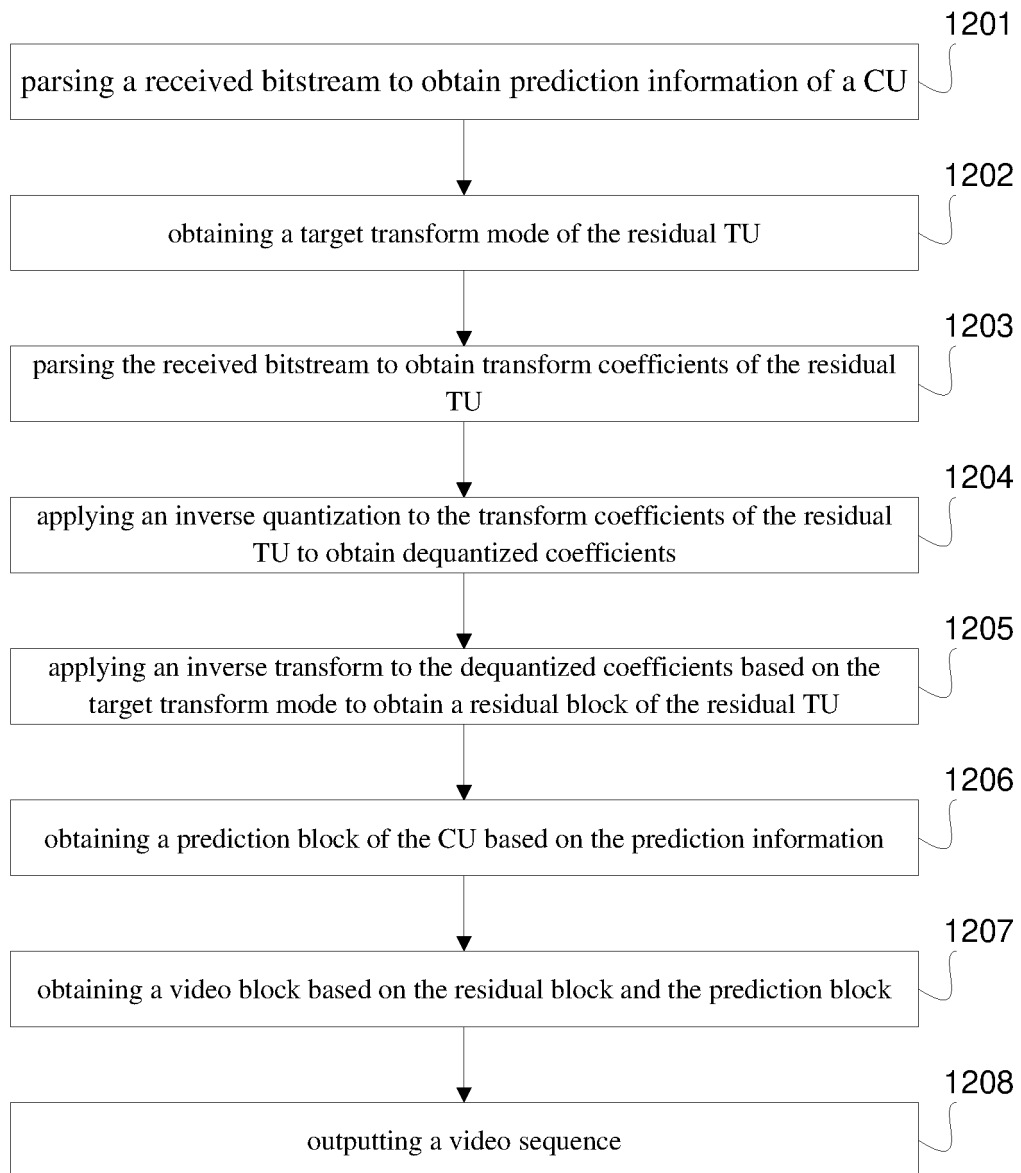 1201
parsing a received bitstream to obtain prediction information of a CU
1202
obtaining a target transform mode of the residual TU
1203
parsing the received bitstream to obtain transform coefficients of the residual
TU
1204
applying an inverse quantization to the transform coefficients of the residual
TU to obtain dequantized coefficients
1205
applying an inverse transform to the dequantized coefficients based on the
target transform mode to obtain a residual block of the residual TU
1206
obtaining a prediction block of the CU based on the prediction information
1207
obtaining a video block based on the residual block and the prediction block
1208
outputting a video sequence